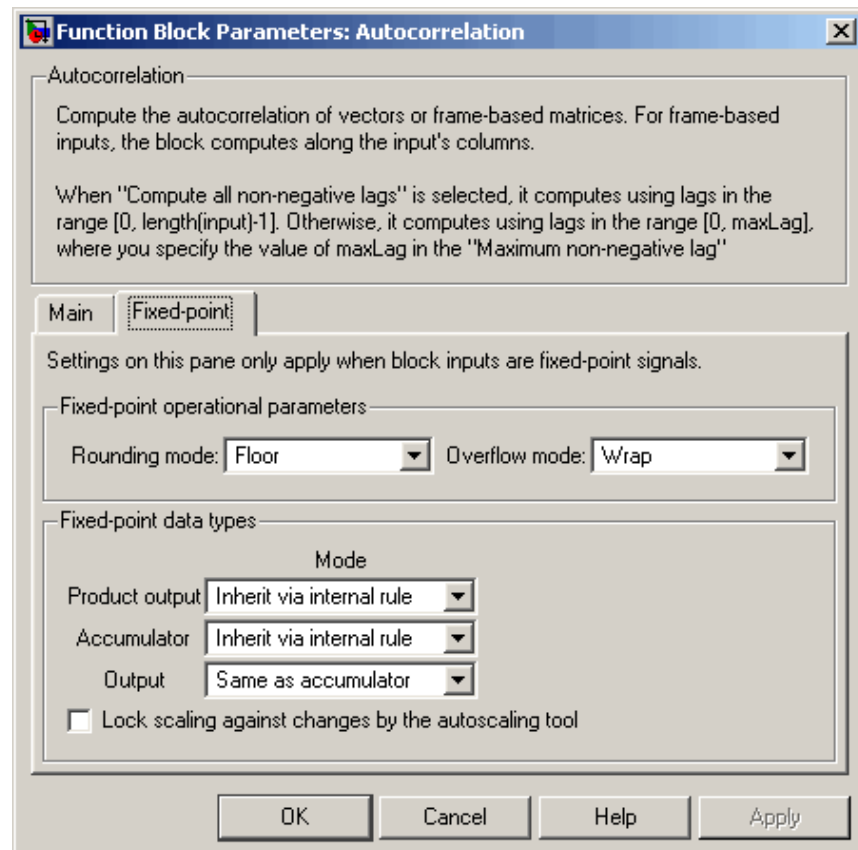 Function Block Parameters: Autocorrelation
Autocorrelation
Compute the autocorrelation of vectors or frame-based matrices. For frame-based
inputs, the block computes along the input's columns.
When "Compute all non-negative lags" is selected, it computes using lags in the
range [0, length(input)-1]. Otherwise, it computes using lags in the range [0, maxLag],
where you specify the value of maxLag in the "Maximum non-negative lag"
Main Fixed-point
Settings on this pane only apply when block inputs are fixed-point signals.
Fixed-point operational parameters
Rounding mode: Floor Overflow mode: Wrap
Fixed-point data types
Mode
Product output Inherit via internal rule
Accumulator Inherit via internal rule
Output Same as accumulator
Lock scaling against changes by the autoscaling tool
OK Cancel Help Apply